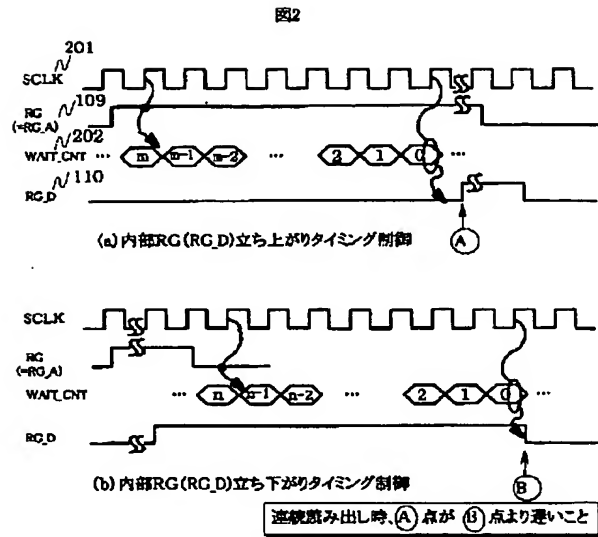 図2
201
SCLK
109
RG
(=RG_A)
202
WAIT_CNT ... m m-1 m-2 ... 2 1 0 ...
110
RG_D
(a) 内部RG(RG_D)立ち上がりタイミング制御
A
SCLK
RG
(=RG_A)
WAIT_CNT ... n n-1 n-2 ... 2 1 0 ...
RG_D
(b) 内部RG(RG_D)立ち下がりタイミング制御
B
連続読み出し時、A点がB点より遅いこと